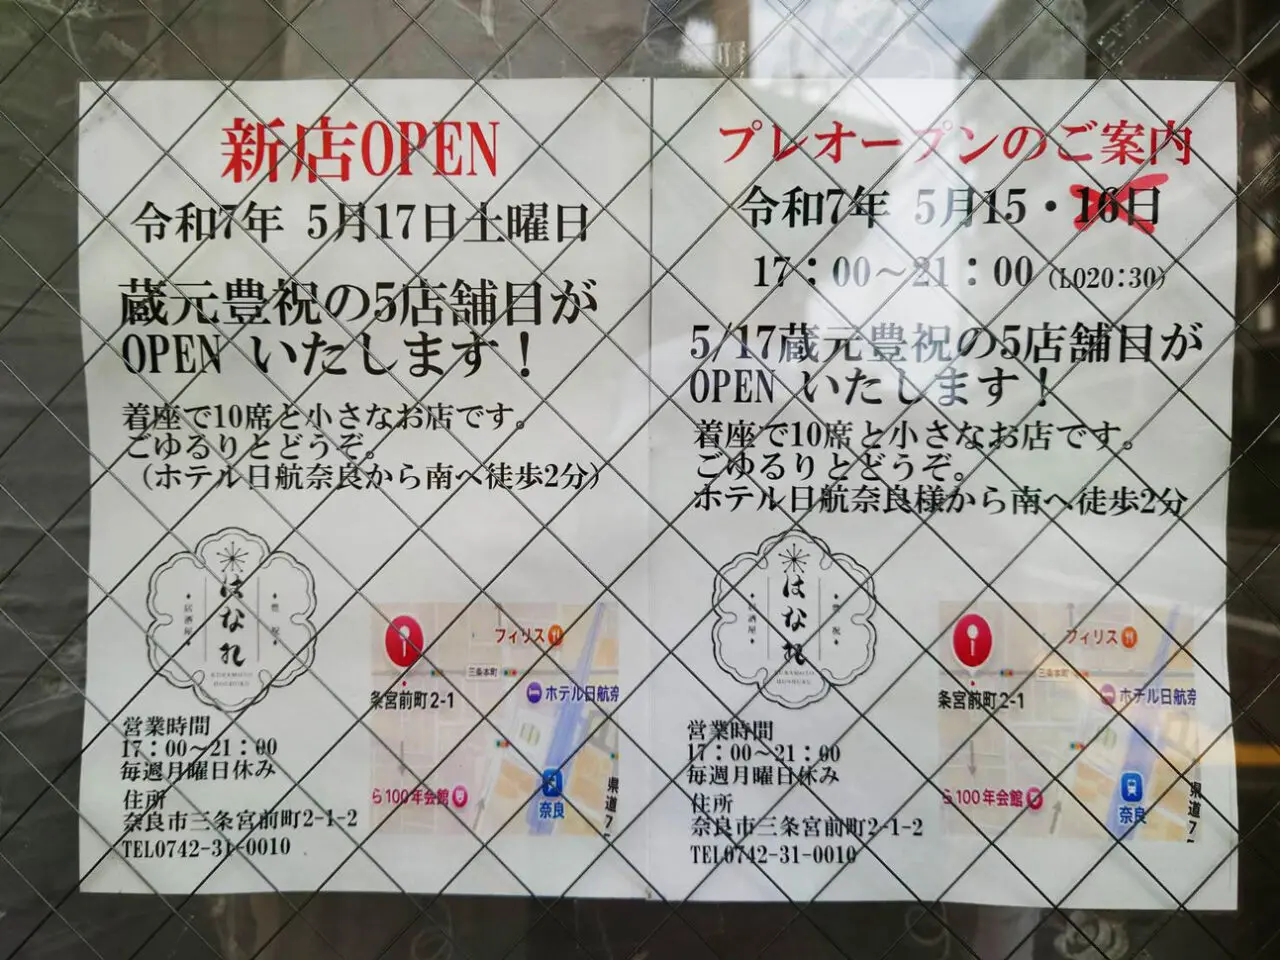 新店OPEN
令和7年 5月17日土曜日
蔵元豊祝の5店舗目が
OPEN いたします！
着座で10席と小さなお店です。
ごゆるりとどうぞ。
（ホテル日航奈良から南へ徒歩2分）
豊祝
はなれ
居酒屋
営業時間
17：00～21：00
毎週月曜日休み
住所
奈良市三条宮前町2-1-2
TEL0742-31-0010
フィリス
三条本町
条宮前町2-1
ホテル日航奈
ら100年会館
奈良
県道7
プレオープンのご案内
令和7年 5月15・16日
17：00～21：00（LO20:30）
5/17蔵元豊祝の5店舗目が
OPEN いたします！
着座で10席と小さなお店です。
ごゆるりとどうぞ。
ホテル日航奈良様から南へ徒歩2分
豊祝
はなれ
居酒屋
営業時間
17：00～21：00
毎週月曜日休み
住所
奈良市三条宮前町2-1-2
TEL0742-31-0010
フィリス
三条本町
条宮前町2-1
ホテル日航奈
ら100年会館
奈良
県道7